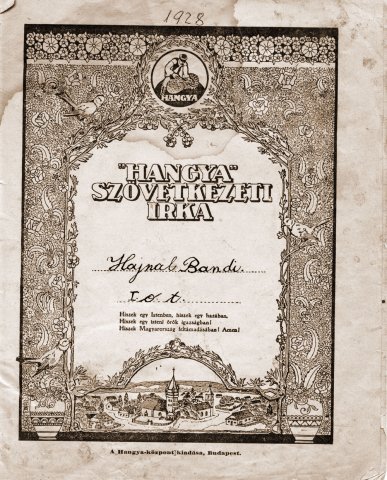 1928
HANGYA
"HANGYA"
SZÖVETKEZETI
IRKA
Hajnal Bandi
I. o. t.
Hiszek egy Istenben, hiszek egy hazában,
Hiszek egy isteni örök igazságban!
Hiszek Magyarország feltámadásában! Amen!
A Hangya-központ kiadása, Budapest.